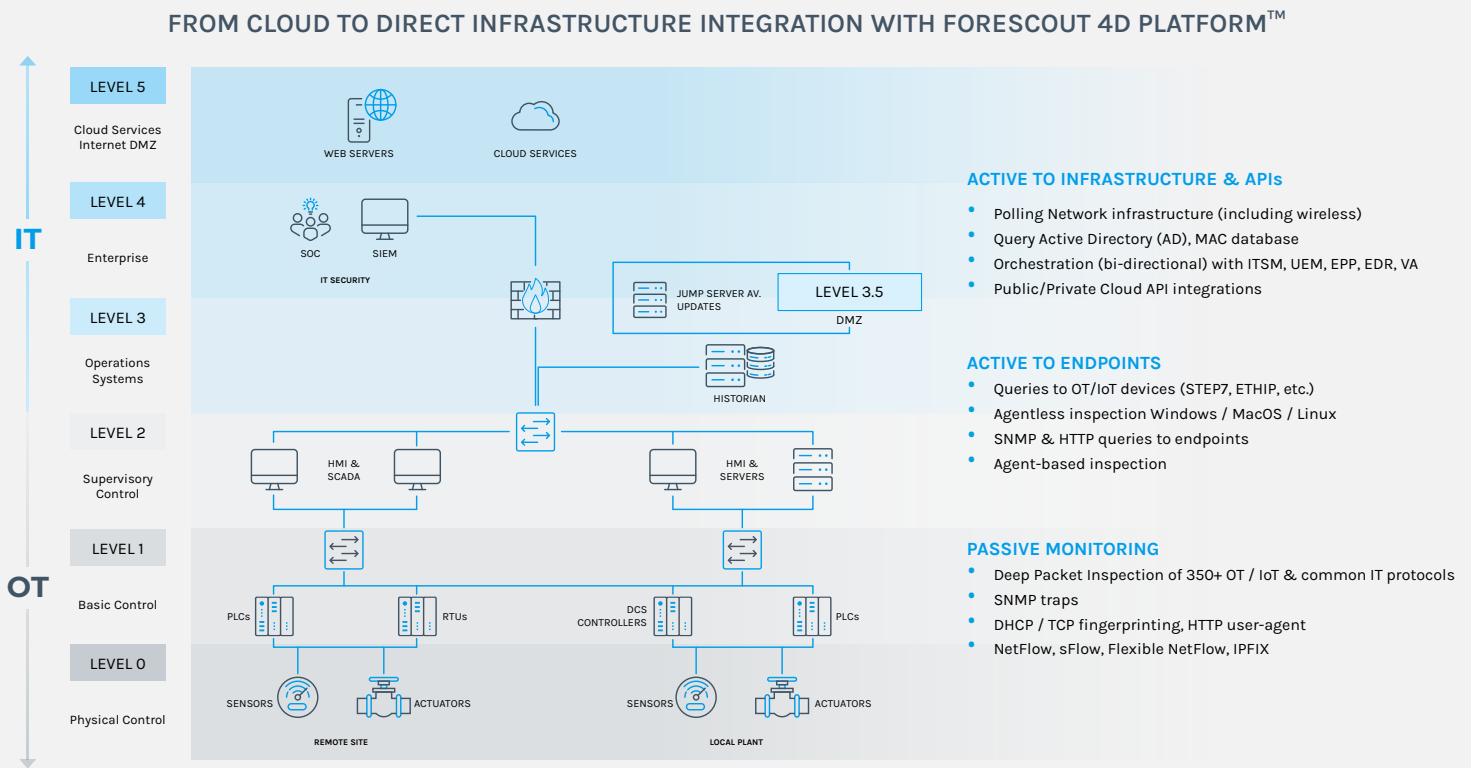 FROM CLOUD TO DIRECT INFRASTRUCTURE INTEGRATION WITH FORESCOUT 4D PLATFORM™
IT
OT
LEVEL 5
Cloud Services
Internet DMZ
LEVEL 4
Enterprise
LEVEL 3
Operations
Systems
LEVEL 2
Supervisory
Control
LEVEL 1
Basic Control
LEVEL 0
Physical Control
WEB SERVERS
CLOUD SERVICES
SOC
SIEM
IT SECURITY
JUMP SERVER AV.
UPDATES
LEVEL 3.5
DMZ
HISTORIAN
HMI &
SCADA
HMI &
SERVERS
PLCs
RTUs
DCS
CONTROLLERS
PLCs
SENSORS
ACTUATORS
SENSORS
ACTUATORS
REMOTE SITE
LOCAL PLANT
ACTIVE TO INFRASTRUCTURE & APIs
• Polling Network infrastructure (including wireless)
• Query Active Directory (AD), MAC database
• Orchestration (bi-directional) with ITSM, UEM, EPP, EDR, VA
• Public/Private Cloud API integrations
ACTIVE TO ENDPOINTS
• Queries to OT/IoT devices (STEP7, ETHIP, etc.)
• Agentless inspection Windows / MacOS / Linux
• SNMP & HTTP queries to endpoints
• Agent-based inspection
PASSIVE MONITORING
• Deep Packet Inspection of 350+ OT / IoT & common IT protocols
• SNMP traps
• DHCP / TCP fingerprinting, HTTP user-agent
• NetFlow, sFlow, Flexible NetFlow, IPFIX